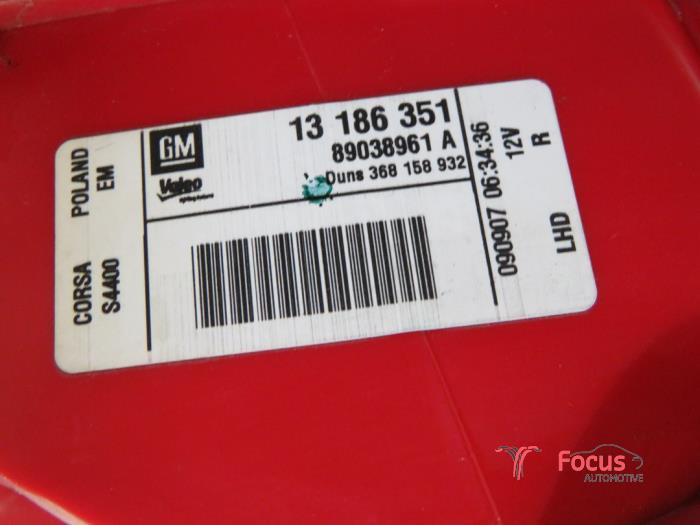 GM
13 186 351
89038961 A
Duns 368 158 932
Valeo
CORSA POLAND
S4400 EM
090907 06:34:36
12V
LHD R
Focus
AUTOMOTIVE